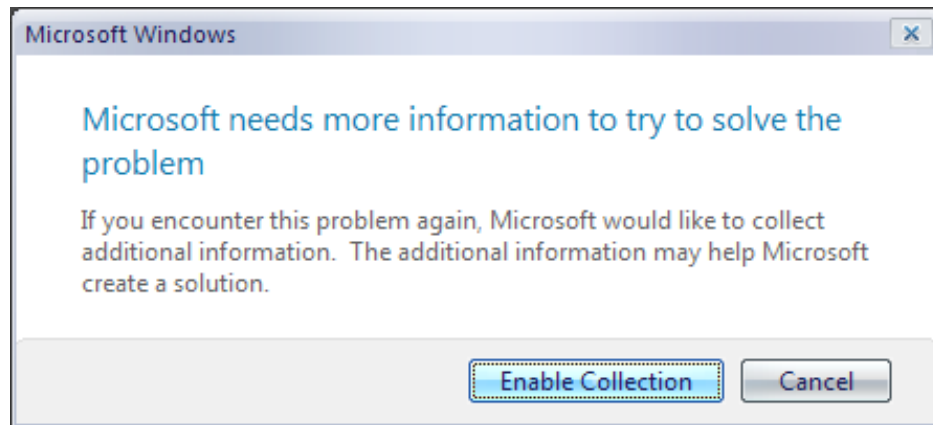 Microsoft Windows
Microsoft needs more information to try to solve the
problem
If you encounter this problem again, Microsoft would like to collect
additional information.  The additional information may help Microsoft
create a solution.
Enable Collection
Cancel